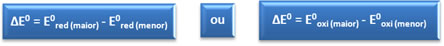 ΔE⁰ = E⁰red (maior) - E⁰red (menor)
ou
ΔE⁰ = E⁰oxi (maior) - E⁰oxi (menor)